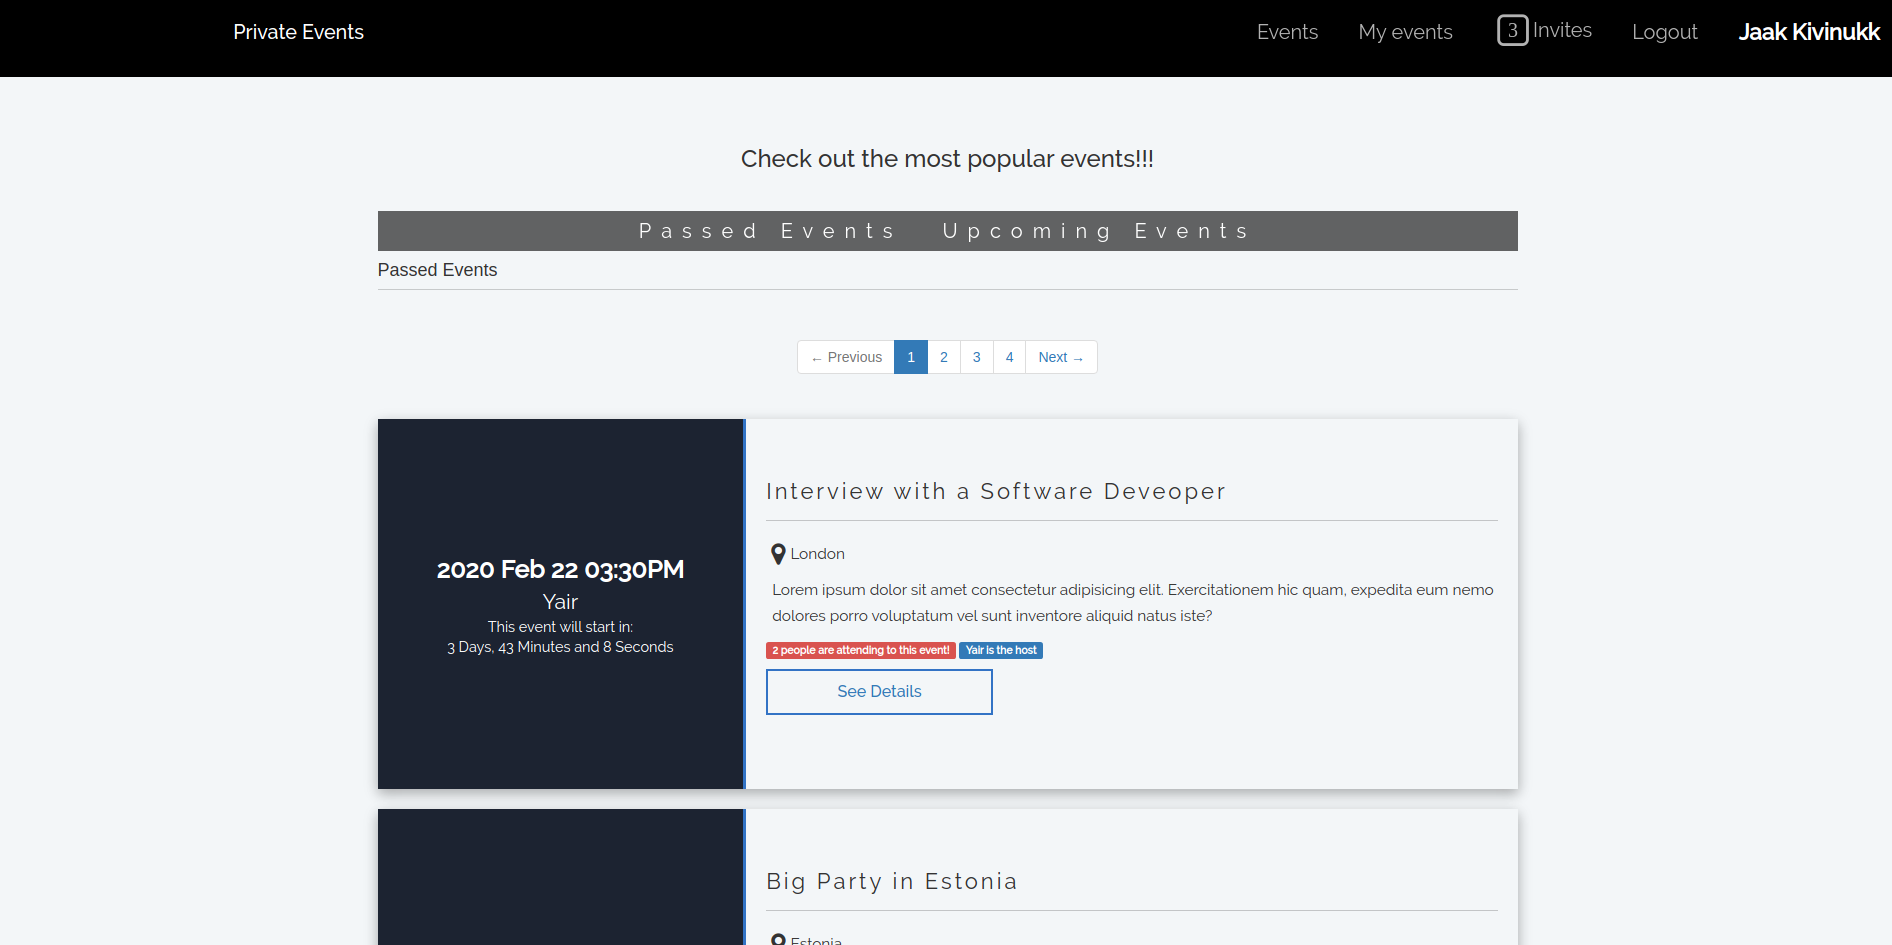 Private Events
Events My events 3 Invites Logout Jaak Kivinukk
Check out the most popular events!!!
Passed Events Upcoming Events
Passed Events
← Previous 1 2 3 4 Next →
2020 Feb 22 03:30PM
Yair
This event will start in:
3 Days, 43 Minutes and 8 Seconds
Interview with a Software Deveoper
London
Lorem ipsum dolor sit amet consectetur adipisicing elit. Exercitationem hic quam, expedita eum nemo
dolores porro voluptatum vel sunt inventore aliquid natus iste?
2 people are attending to this event! Yair is the host
See Details
Big Party in Estonia
Estonia